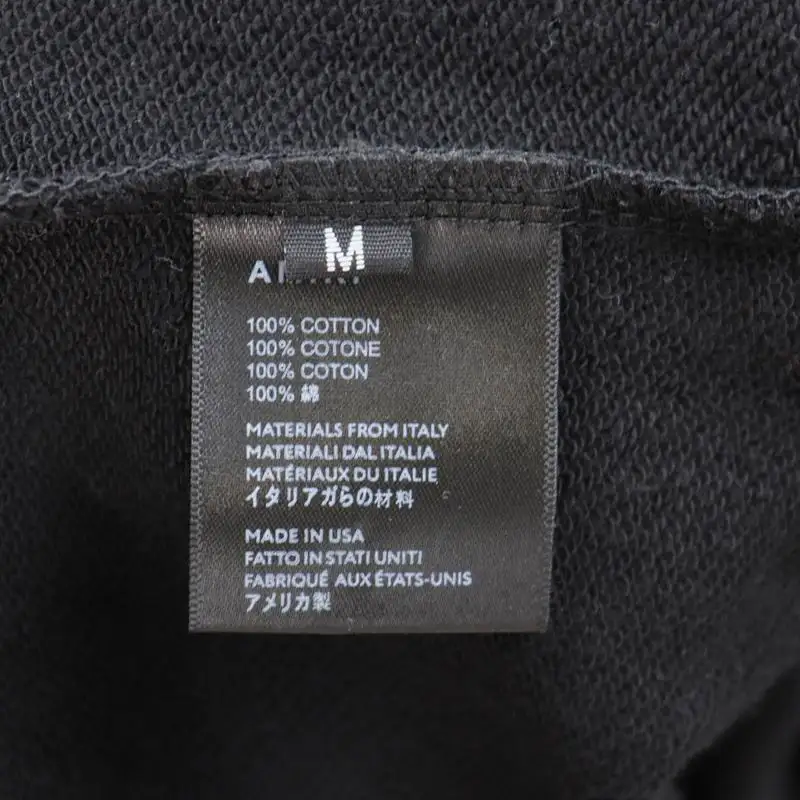 M
100% COTTON
100% COTONE
100% COTON
100% 綿
MATERIALS FROM ITALY
MATERIALI DAL ITALIA
MATÉRIAUX DU ITALIE
イタリアガらの材料
MADE IN USA
FATTO IN STATI UNITI
FABRIQUÉ AUX ÉTATS-UNIS
アメリカ製